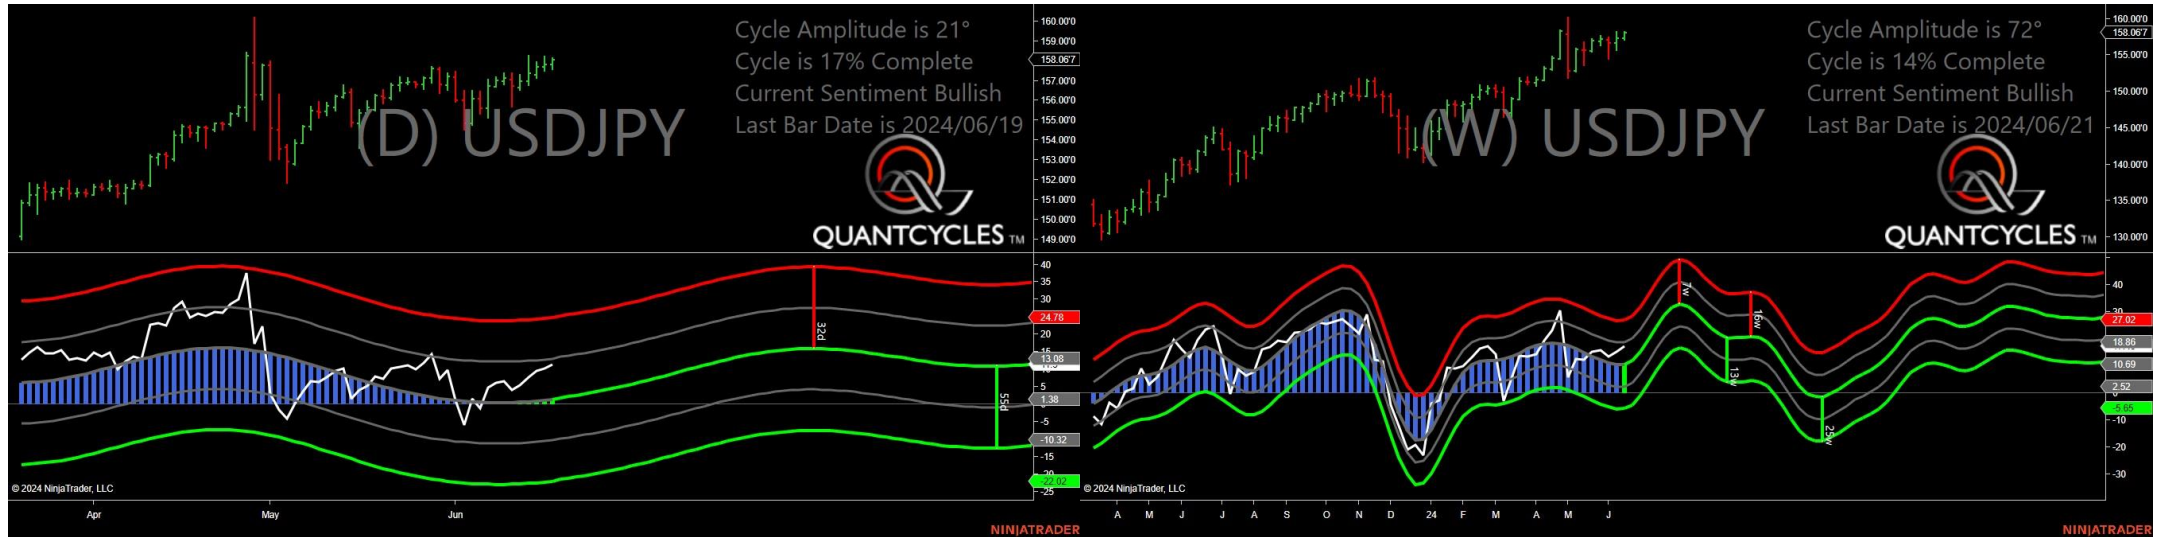 Cycle Amplitude is 21°
Cycle is 17% Complete
Current Sentiment Bullish
Last Bar Date is 2024/06/19
(D) USDJPY
QUANTCYCLES TM
160.00'0
159.00'0
158.06'7
157.00'0
156.00'0
155.00'0
154.00'0
153.00'0
152.00'0
151.00'0
150.00'0
149.00'0
40
35
30
24.78
20
15
13.08
5
1.38
-5
-10.32
-15
-22.02
-25
32d
55d
© 2024 NinjaTrader, LLC
Apr May Jun
NINJATRADER
Cycle Amplitude is 72°
Cycle is 14% Complete
Current Sentiment Bullish
Last Bar Date is 2024/06/21
(W) USDJPY
QUANTCYCLES TM
160.00'0
158.06'7
155.00'0
150.00'0
145.00'0
140.00'0
135.00'0
130.00'0
40
30
27.02
18.86
10.69
2.52
0
-5.65
-10
-20
-30
7w
16w
13w
25w
© 2024 NinjaTrader, LLC
A M J J A S O N D 24 F M A M J
NINJATRADER